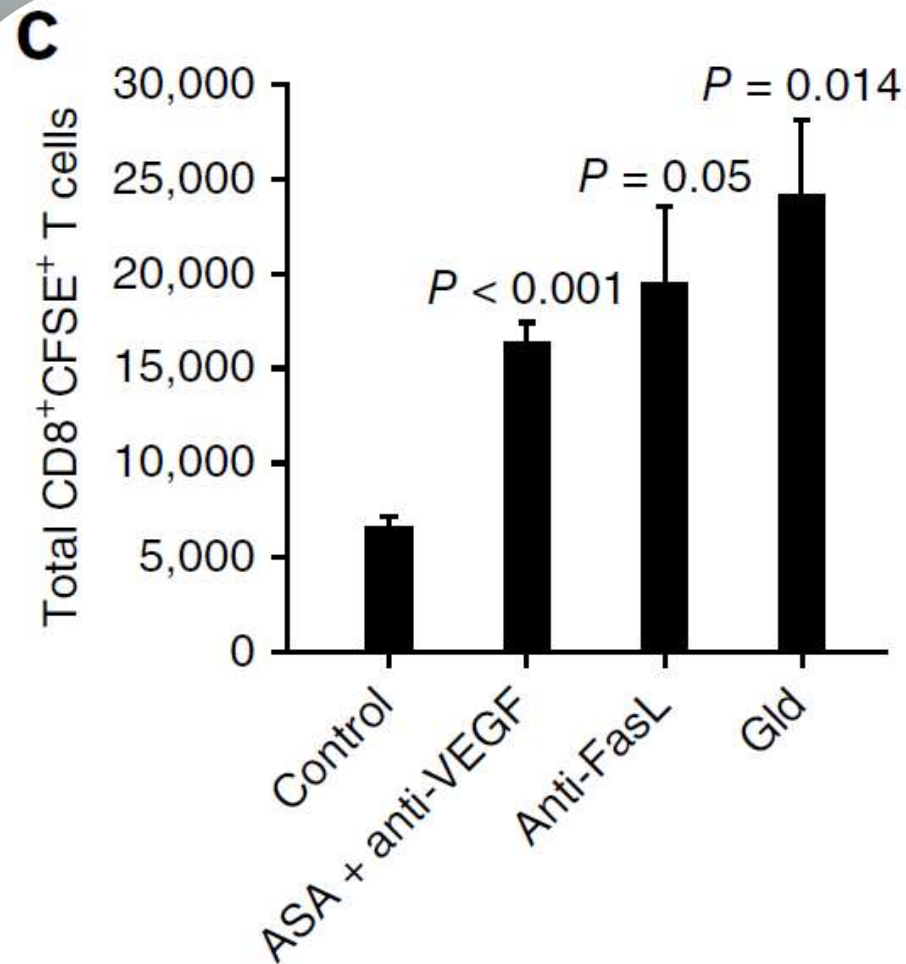 C
Total CD8⁺CFSE⁺ T cells
30,000
25,000
20,000
15,000
10,000
5,000
0
P < 0.001
P = 0.05
P = 0.014
Control
ASA + anti-VEGF
Anti-FasL
Gld